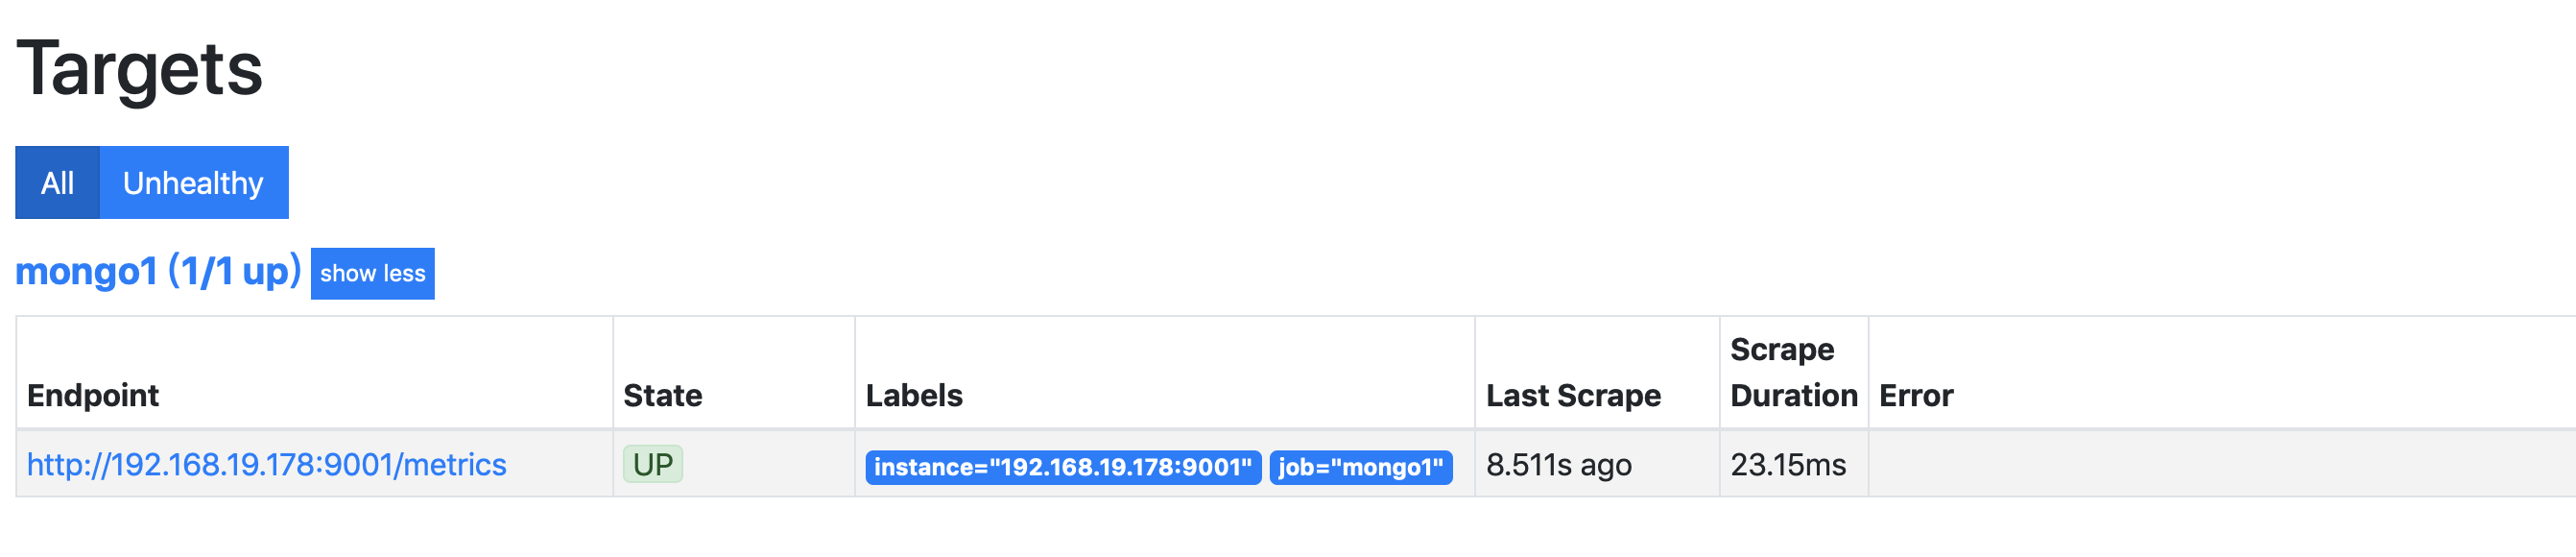 Targets
All Unhealthy
mongo1 (1/1 up) show less
Endpoint State Labels Last Scrape Scrape Duration Error
http://192.168.19.178:9001/metrics UP instance="192.168.19.178:9001" job="mongo1" 8.511s ago 23.15ms